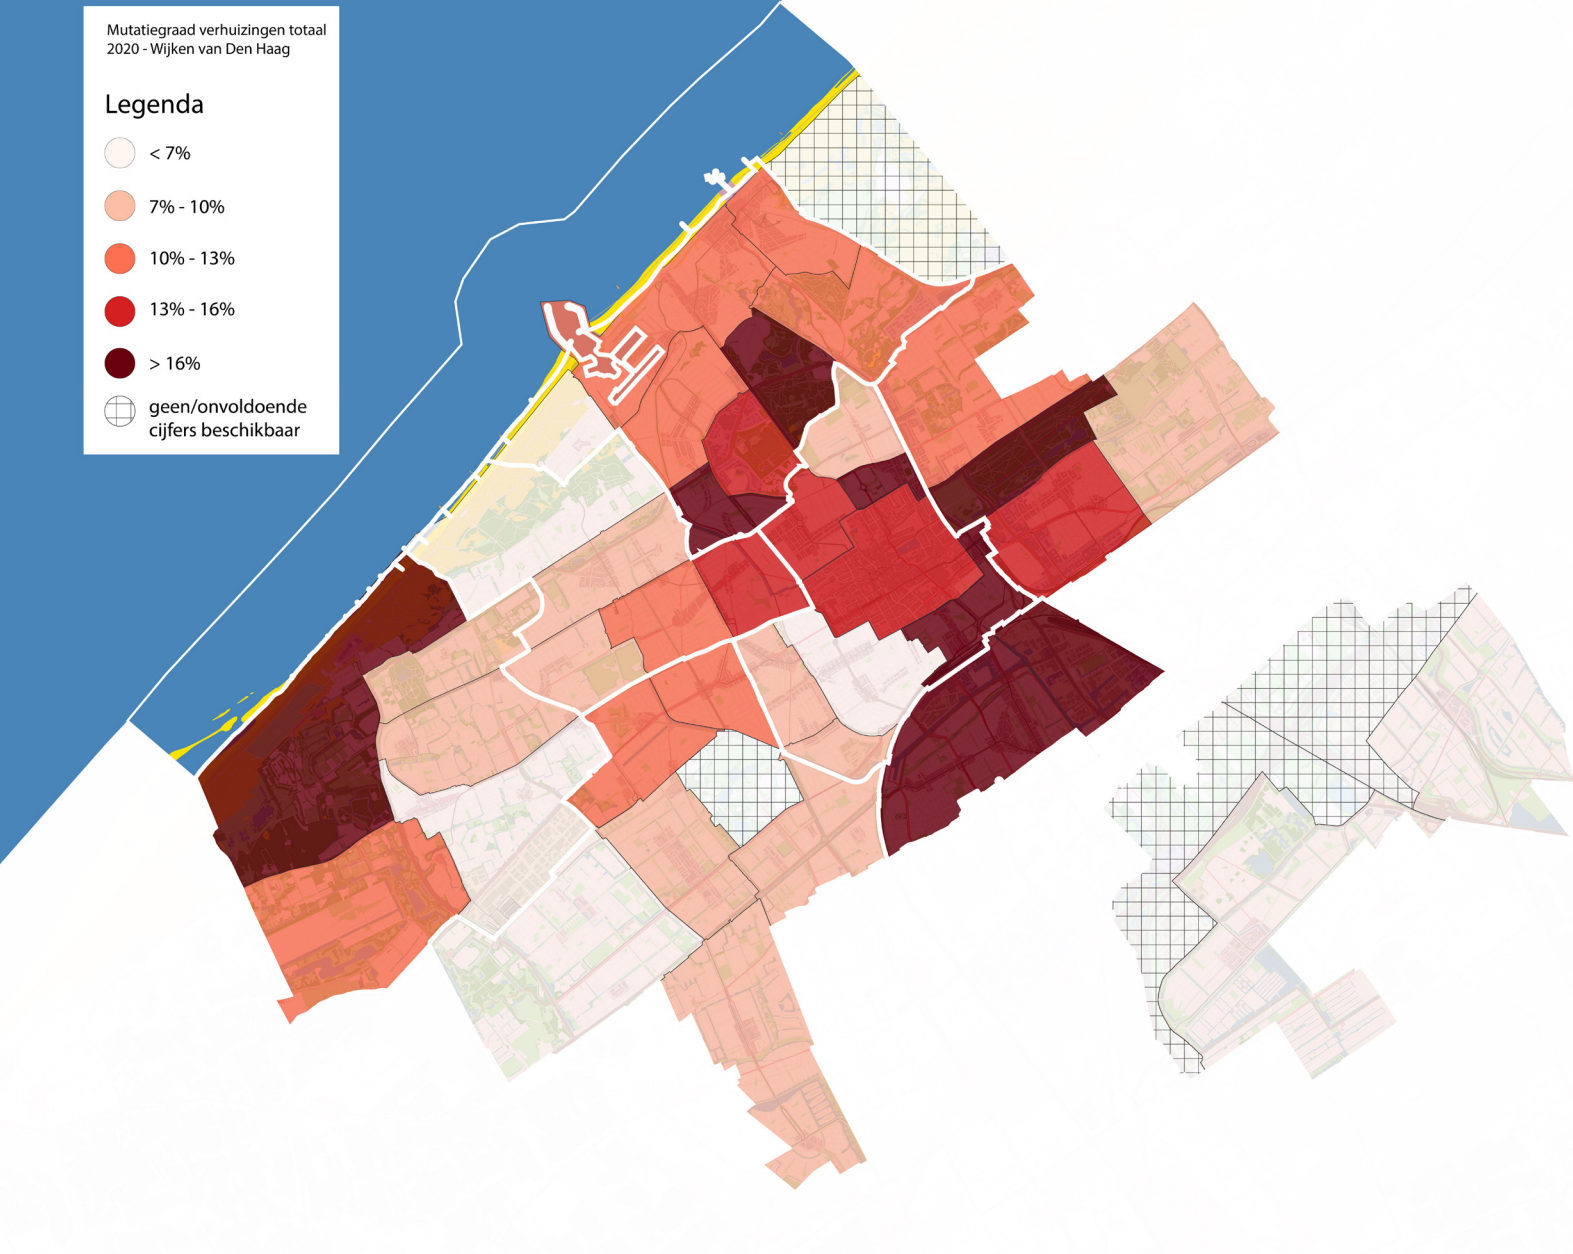 Mutatiegraad verhuizingen totaal
2020 - Wijken van Den Haag
Legenda
< 7%
7% - 10%
10% - 13%
13% - 16%
> 16%
geen/onvoldoende
cijfers beschikbaar